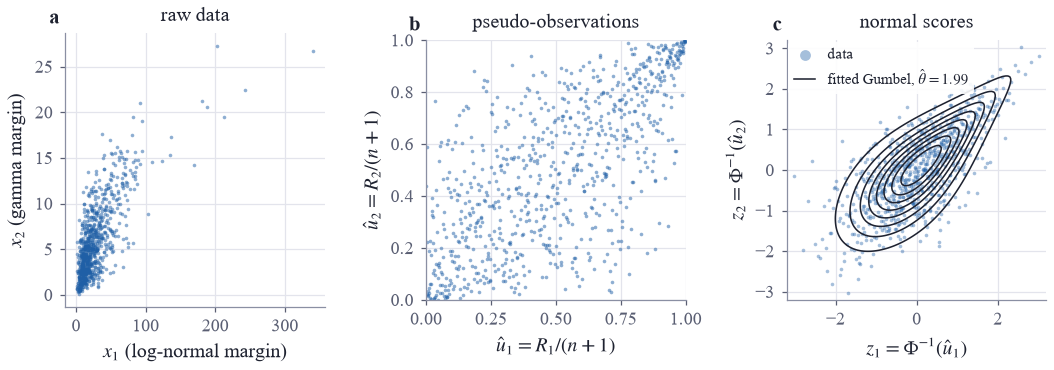 a
raw data
25
20
15
10
5
0
0 100 200 300
x₂ (gamma margin)
x₁ (log-normal margin)
b
pseudo-observations
1.0
0.8
0.6
0.4
0.2
0.0
0.00 0.25 0.50 0.75 1.00
û₂ = R₂/(n + 1)
û₁ = R₁/(n + 1)
c
normal scores
data
fitted Gumbel, θ̂ = 1.99
3
2
1
0
−1
−2
−3
−2 0 2
z₂ = Φ⁻¹(û₂)
z₁ = Φ⁻¹(û₁)